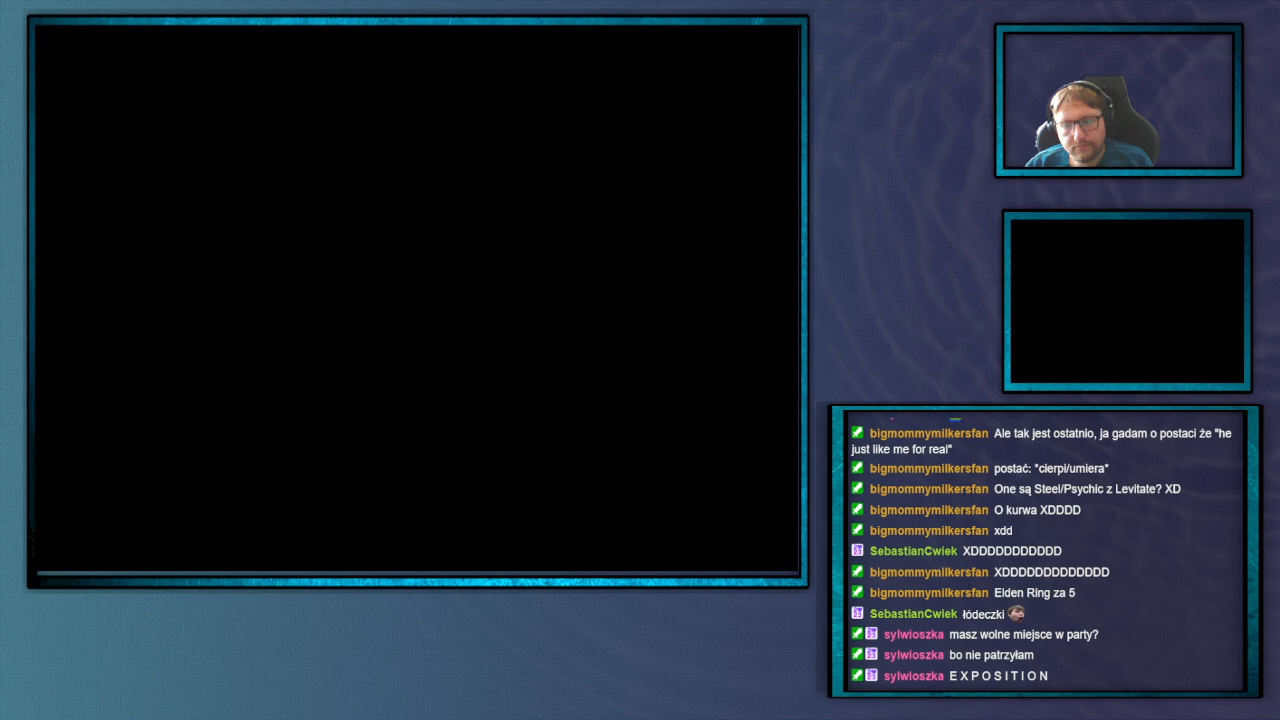 bigmommymilkersfan Ale tak jest ostatnio, ja gadam o postaci że "he
just like me for real"
bigmommymilkersfan postać: *cierpi/umiera*
bigmommymilkersfan One są Steel/Psychic z Levitate? XD
bigmommymilkersfan O kurwa XDDDD
bigmommymilkersfan xdd
SebastianCwiek XDDDDDDDDDDD
bigmommymilkersfan XDDDDDDDDDDDDD
bigmommymilkersfan Elden Ring za 5
SebastianCwiek łódeczki
sylwioszka masz wolne miejsce w party?
sylwioszka bo nie patrzyłam
sylwioszka E X P O S I T I O N